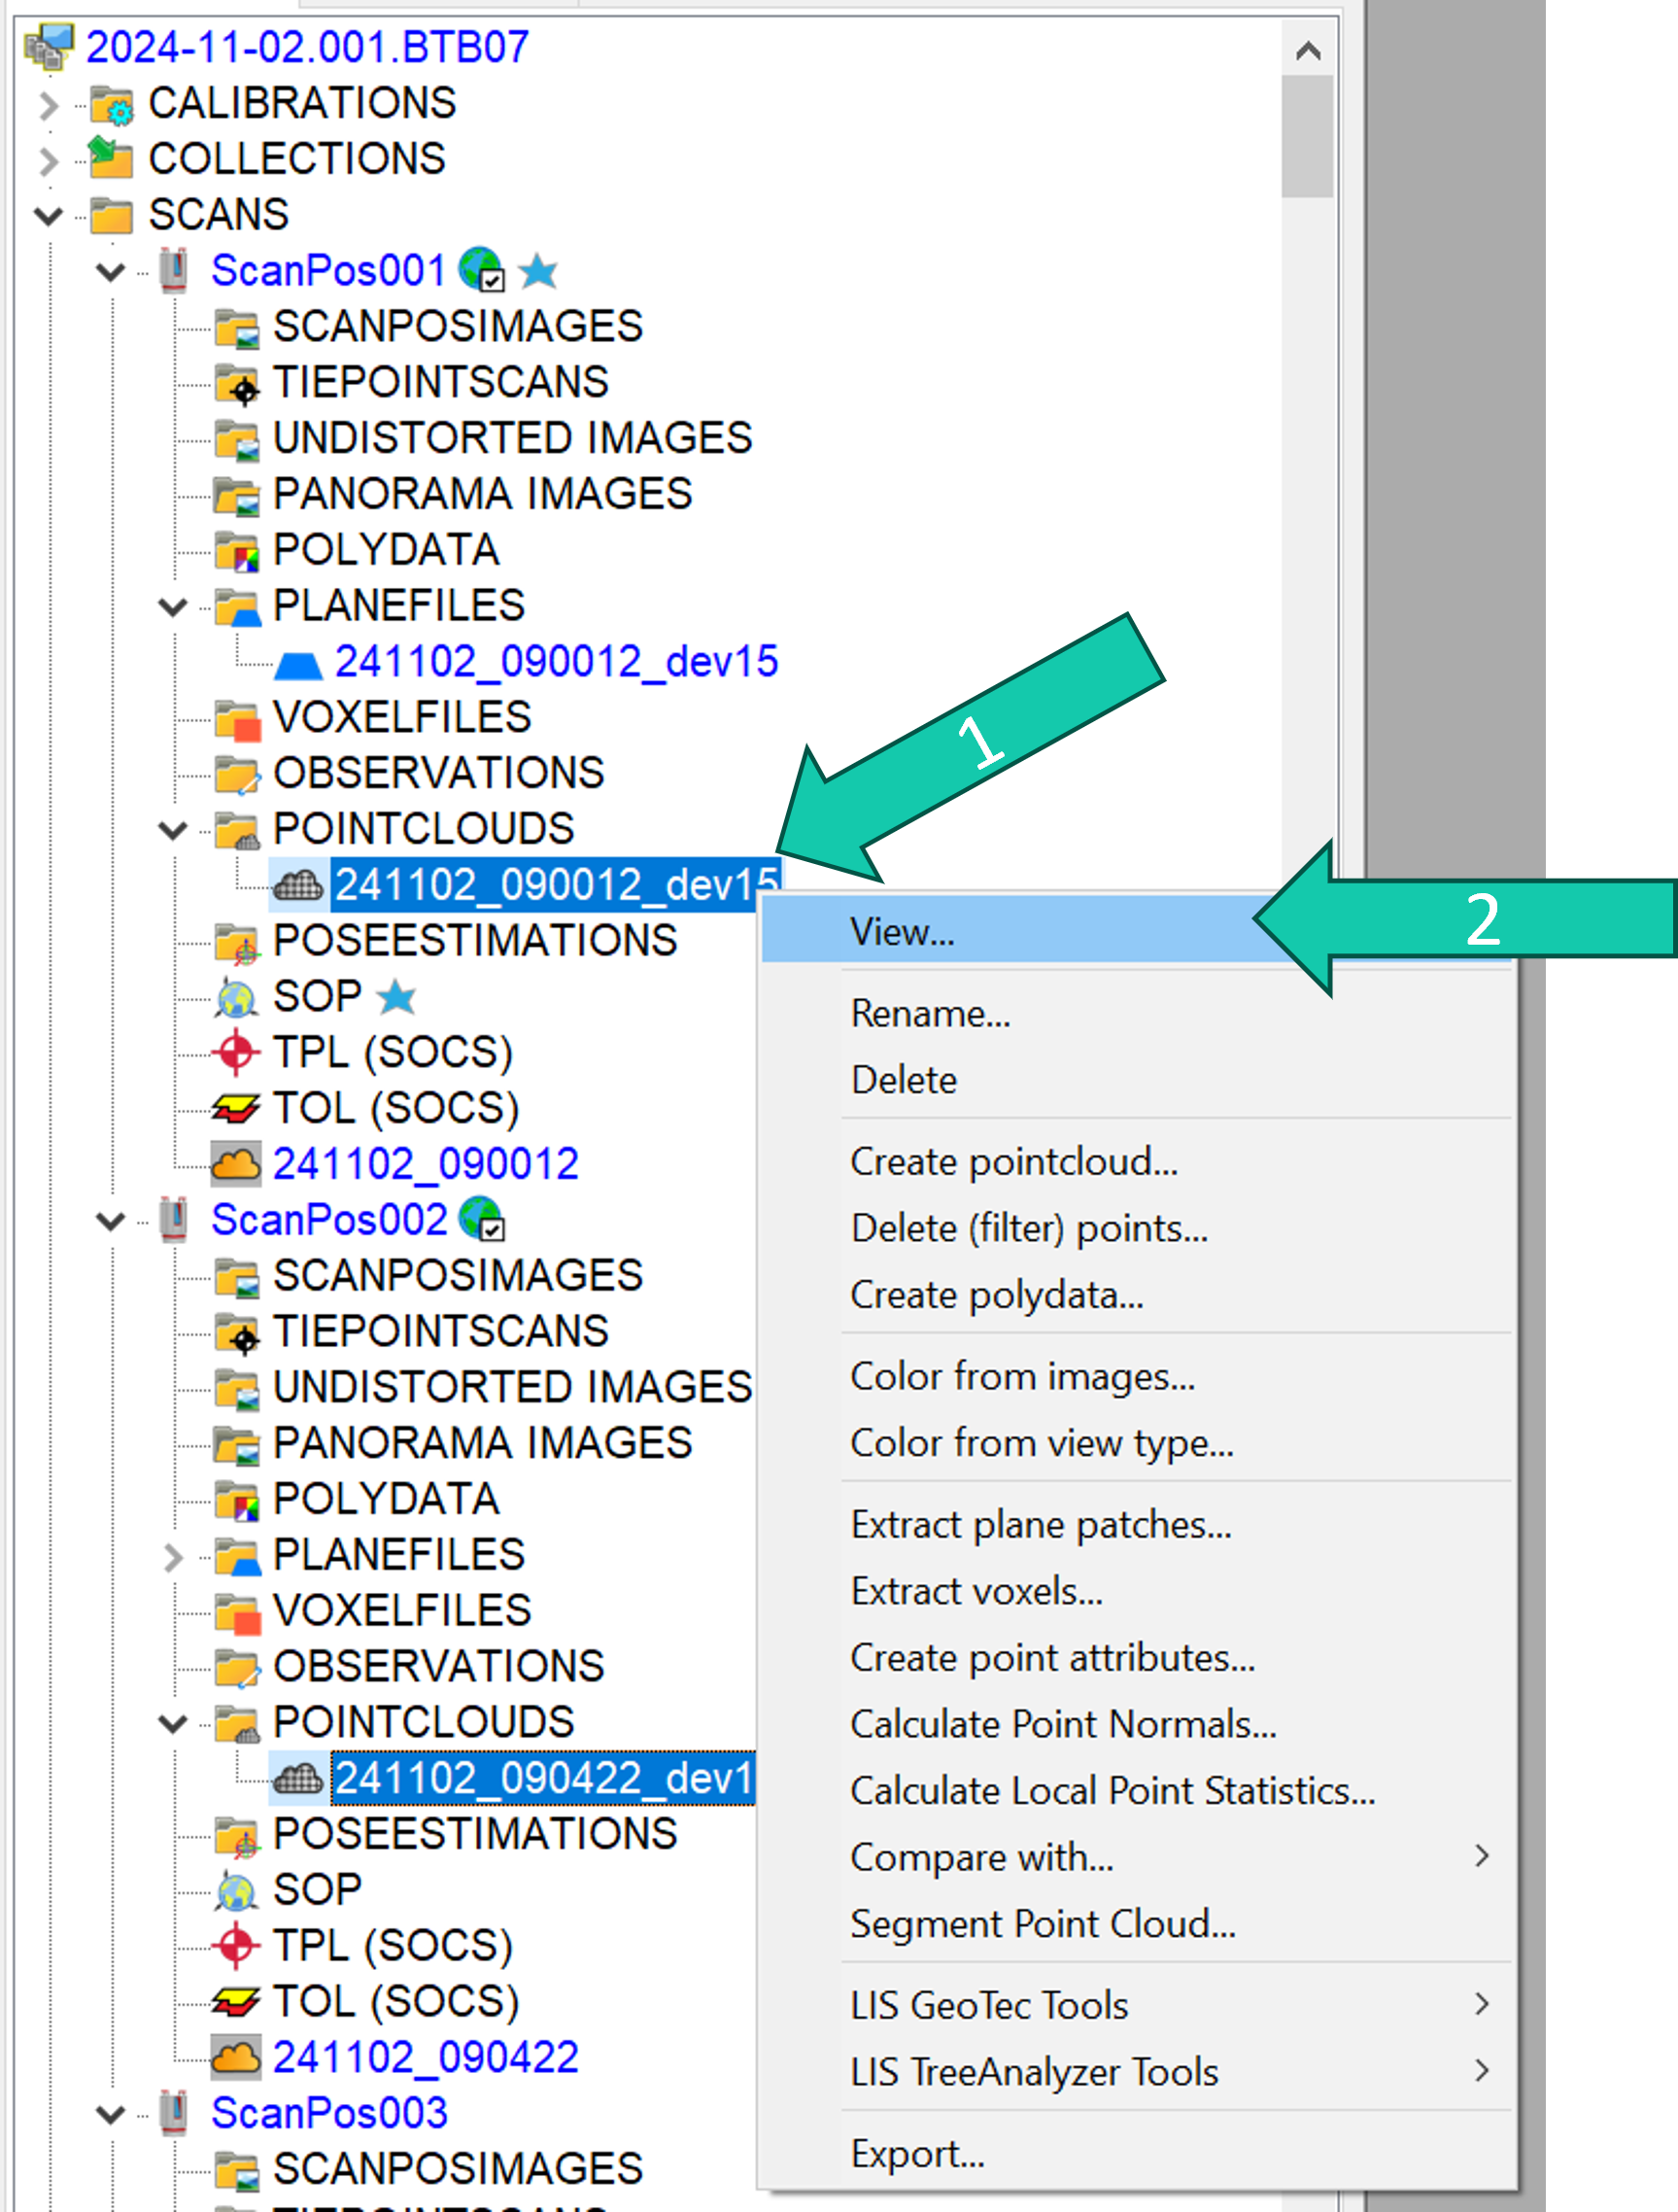 2024-11-02.001.BTB07
CALIBRATIONS
COLLECTIONS
SCANS
ScanPos001
SCANPOSIMAGES
TIEPOINTSCANS
UNDISTORTED IMAGES
PANORAMA IMAGES
POLYDATA
PLANEFILES
241102_090012_dev15
VOXELFILES
OBSERVATIONS
POINTCLOUDS
241102_090012_dev15
POSEESTIMATIONS
SOP
TPL (SOCS)
TOL (SOCS)
241102_090012
ScanPos002
SCANPOSIMAGES
TIEPOINTSCANS
UNDISTORTED IMAGES
PANORAMA IMAGES
POLYDATA
PLANEFILES
VOXELFILES
OBSERVATIONS
POINTCLOUDS
241102_090422_dev1
POSEESTIMATIONS
SOP
TPL (SOCS)
TOL (SOCS)
241102_090422
ScanPos003
SCANPOSIMAGES
1
2
View...
Rename...
Delete
Create pointcloud...
Delete (filter) points...
Create polydata...
Color from images...
Color from view type...
Extract plane patches...
Extract voxels...
Create point attributes...
Calculate Point Normals...
Calculate Local Point Statistics...
Compare with...
Segment Point Cloud...
LIS GeoTec Tools
LIS TreeAnalyzer Tools
Export...